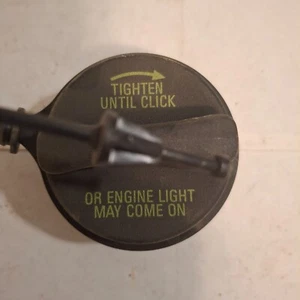 TIGHTEN
UNTIL CLICK
OR ENGINE LIGHT
MAY COME ON